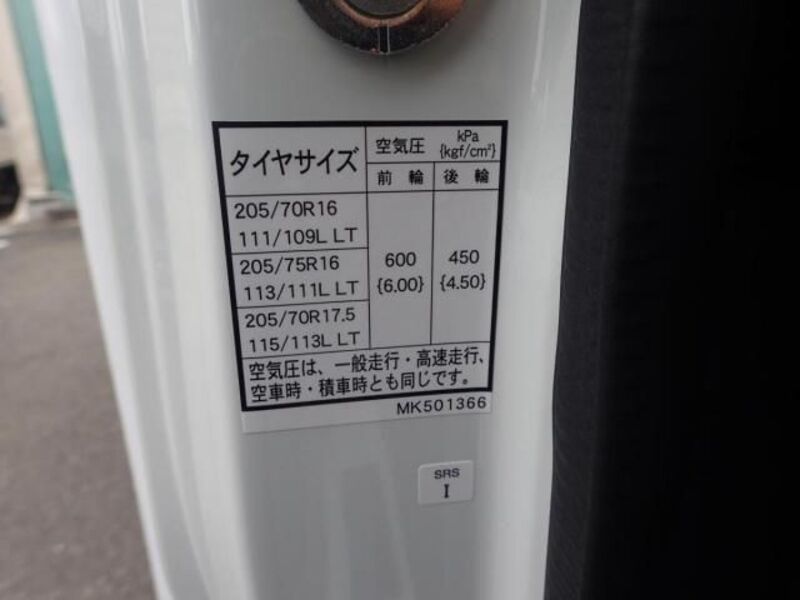 タイヤサイズ
空気圧 kPa {kgf/cm²}
前 輪 後 輪
205/70R16
111/109L LT
205/75R16
113/111L LT
205/70R17.5
115/113L LT
600 450
{6.00} {4.50}
空気圧は、一般走行・高速走行、
空車時・積車時とも同じです。
MK501366
SRS
I